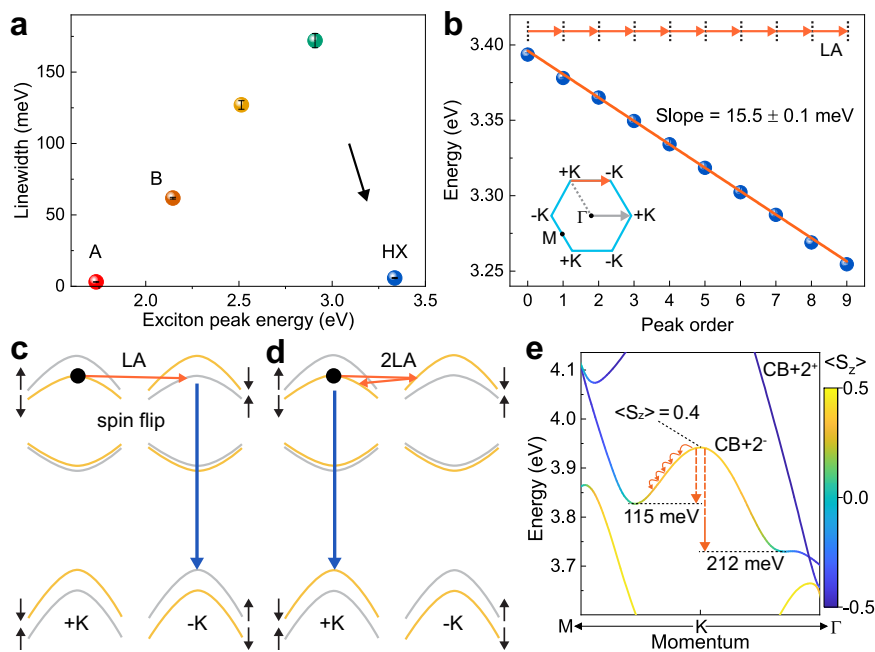 a
Linewidth (meV)
150
100
50
0
A
B
HX
2.0
2.5
3.0
3.5
Exciton peak energy (eV)
b
Energy (eV)
3.40
3.35
3.30
3.25
LA
Slope = 15.5 ± 0.1 meV
+K
-K
-K
Γ
+K
M
+K
-K
0 1 2 3 4 5 6 7 8 9
Peak order
c
LA
spin flip
+K
-K
d
2LA
+K
-K
e
Energy (eV)
4.1
4.0
3.9
3.8
3.7
<Sz> = 0.4
CB+2+
CB+2-
115 meV
212 meV
M
K
Γ
Momentum
<Sz>
0.5
0.0
-0.5